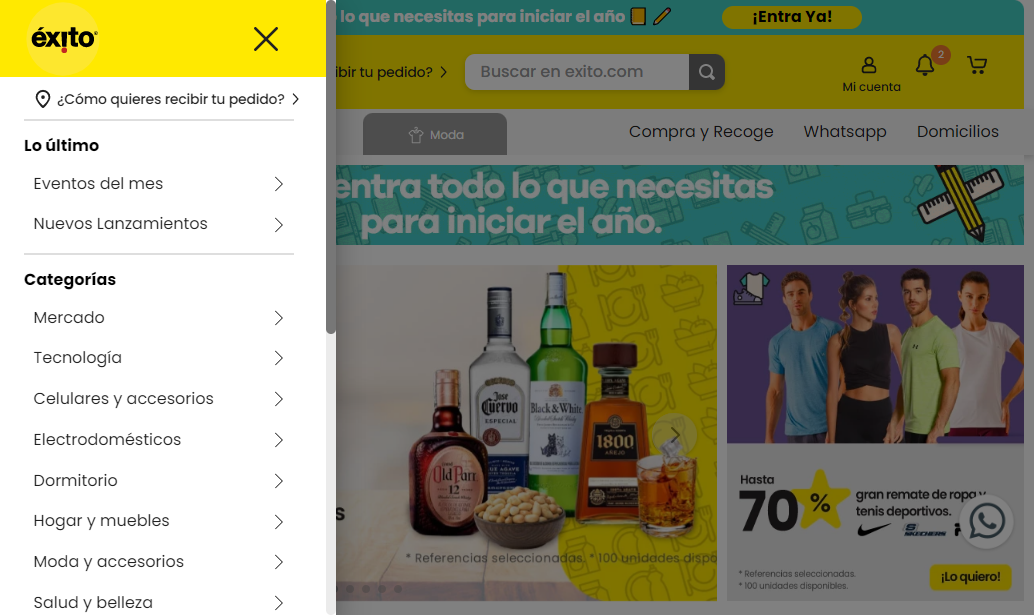 éxito
¿Cómo quieres recibir tu pedido?
Lo último
Eventos del mes
Nuevos Lanzamientos
Categorías
Mercado
Tecnología
Celulares y accesorios
Electrodomésticos
Dormitorio
Hogar y muebles
Moda y accesorios
Salud y belleza
lo que necesitas para iniciar el año
¡Entra Ya!
tu pedido?
Buscar en exito.com
Mi cuenta
2
Moda
Compra y Recoge
Whatsapp
Domicilios
entra todo lo que necesitas
para iniciar el año.
Jose
Cuervo
ESPECIAL
Black & White
1800
AÑEJO
Old Parr
12
* Referencias seleccionadas. * 100 unidades dispo
Hasta
70%
gran remate de ropa y
tenis deportivos.
SKECHERS
* Referencias seleccionadas.
* 100 unidades disponibles.
¡Lo quiero!